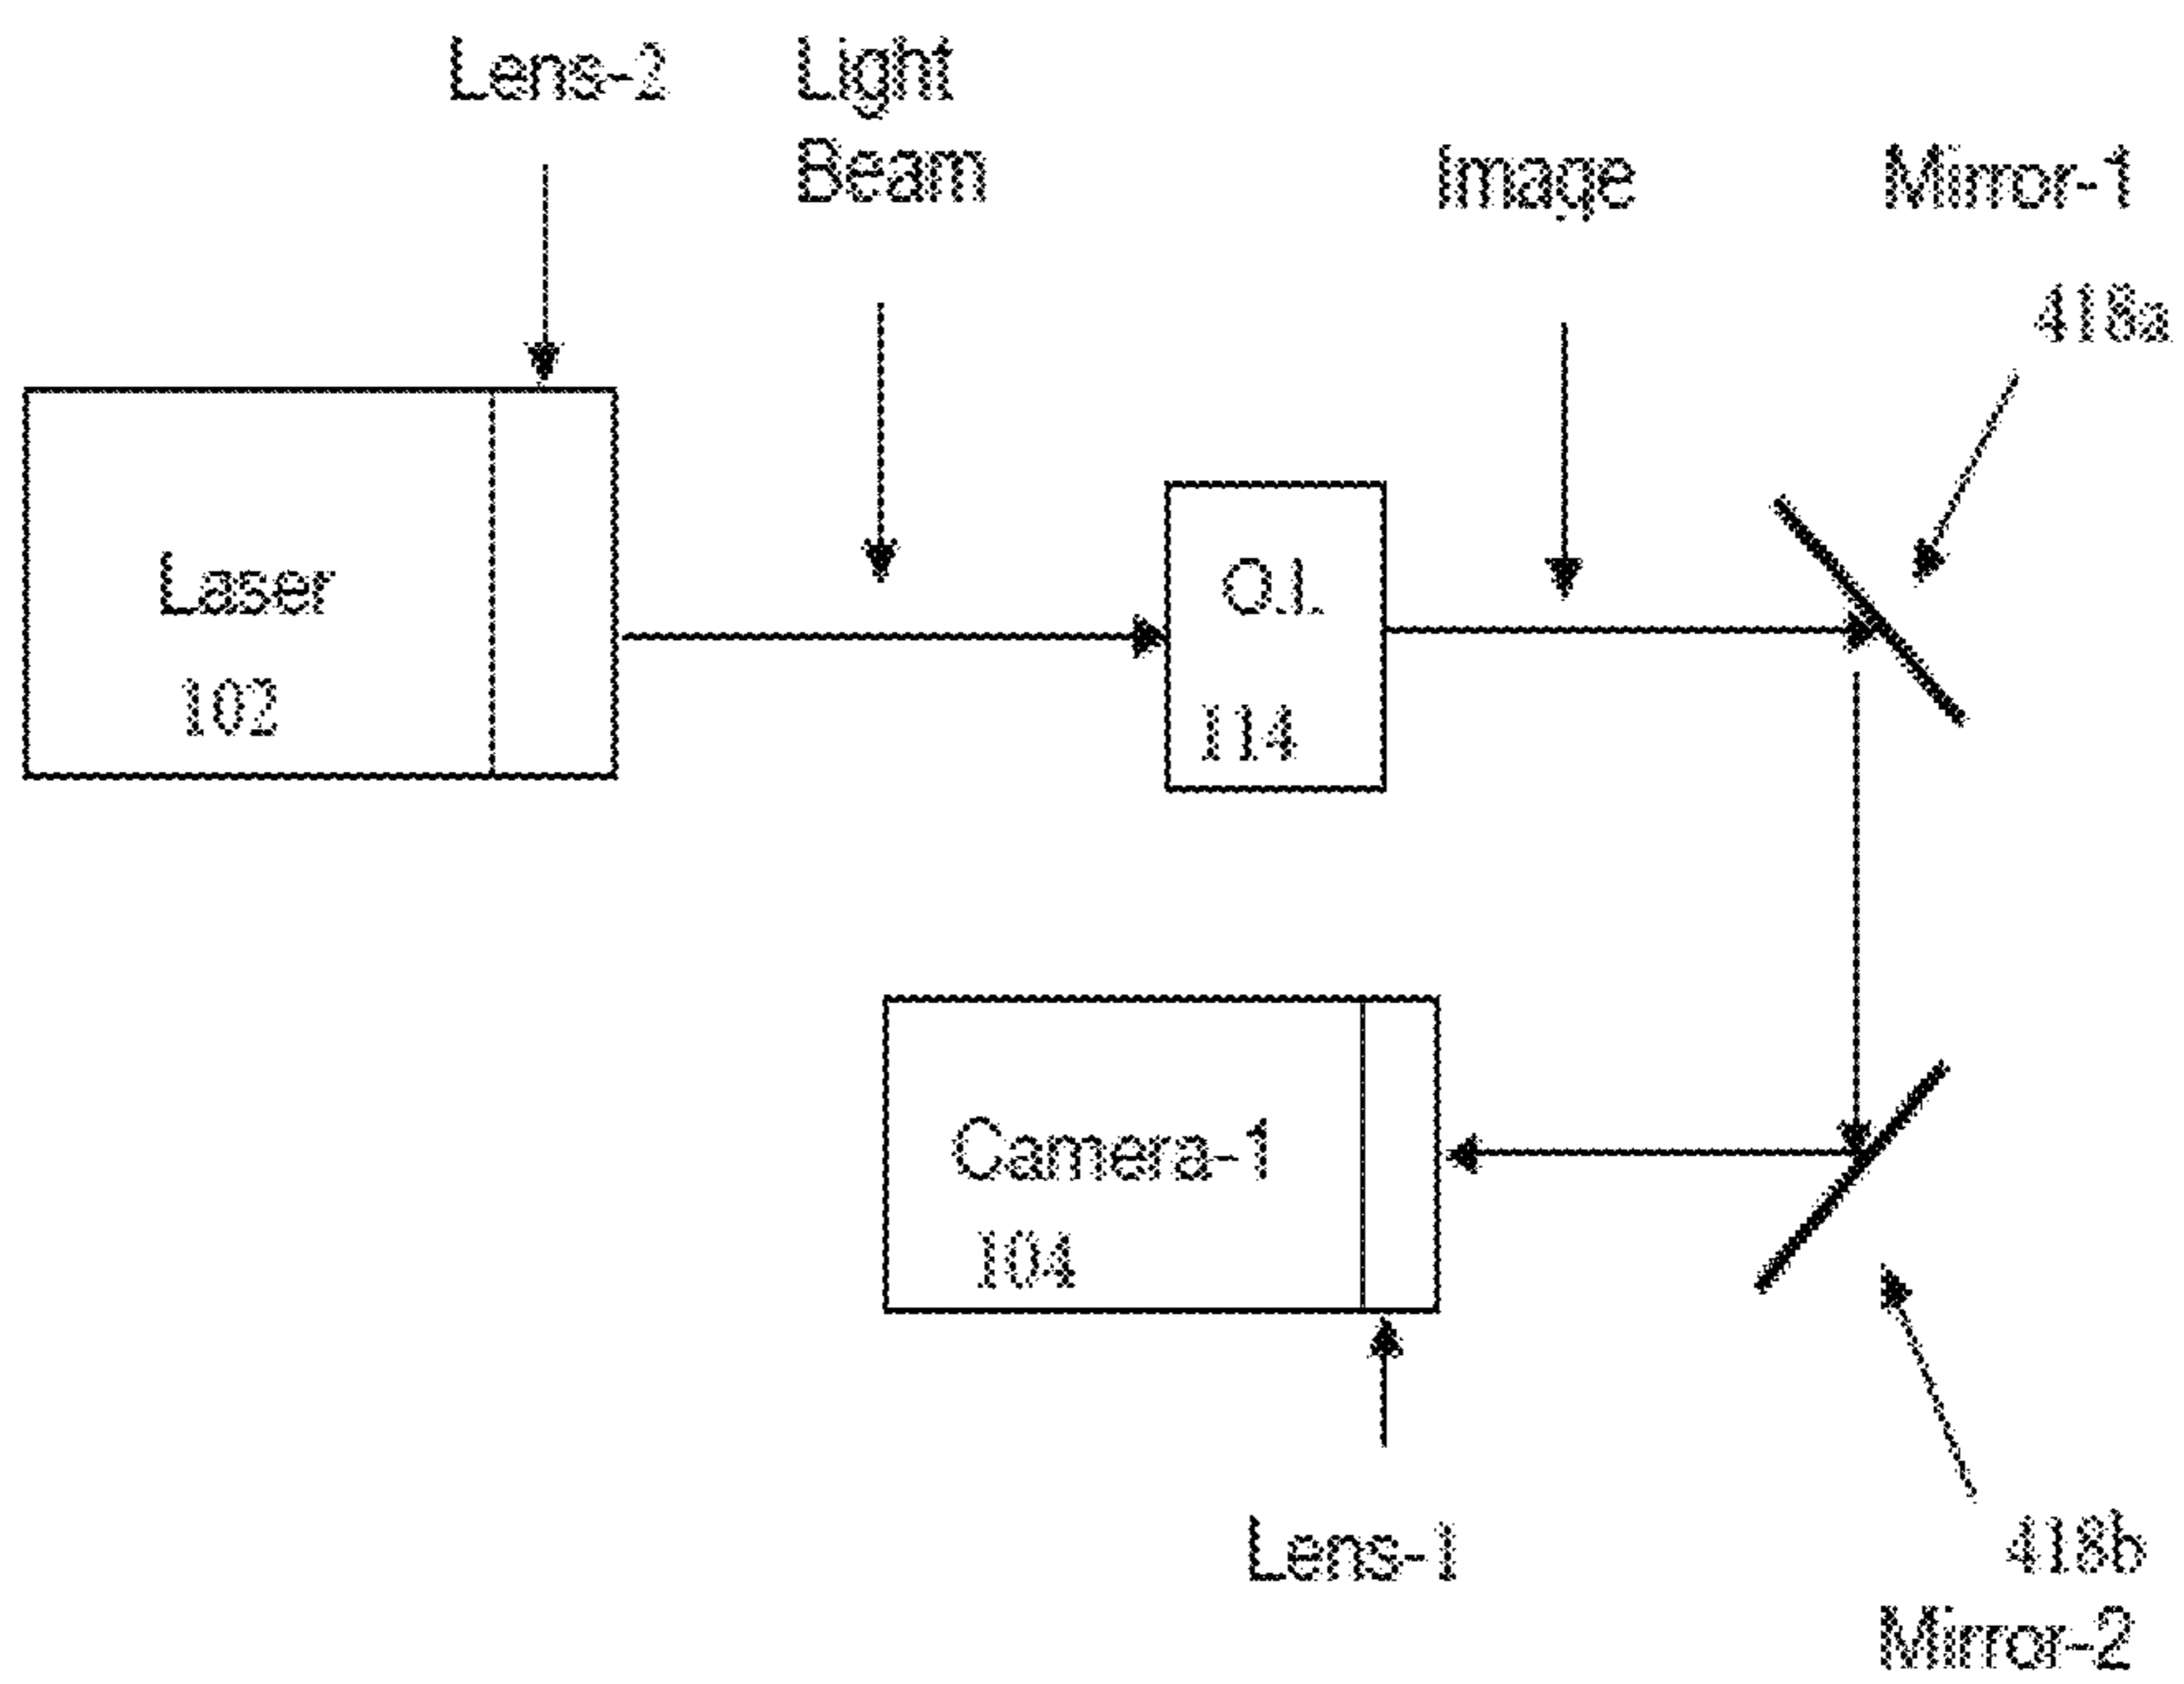 Lens-2
Light
Beam
Image
Mirror-1
418a
Laser
102
O.I.
114
Camera-1
104
Lens-1
418b
Mirror-2